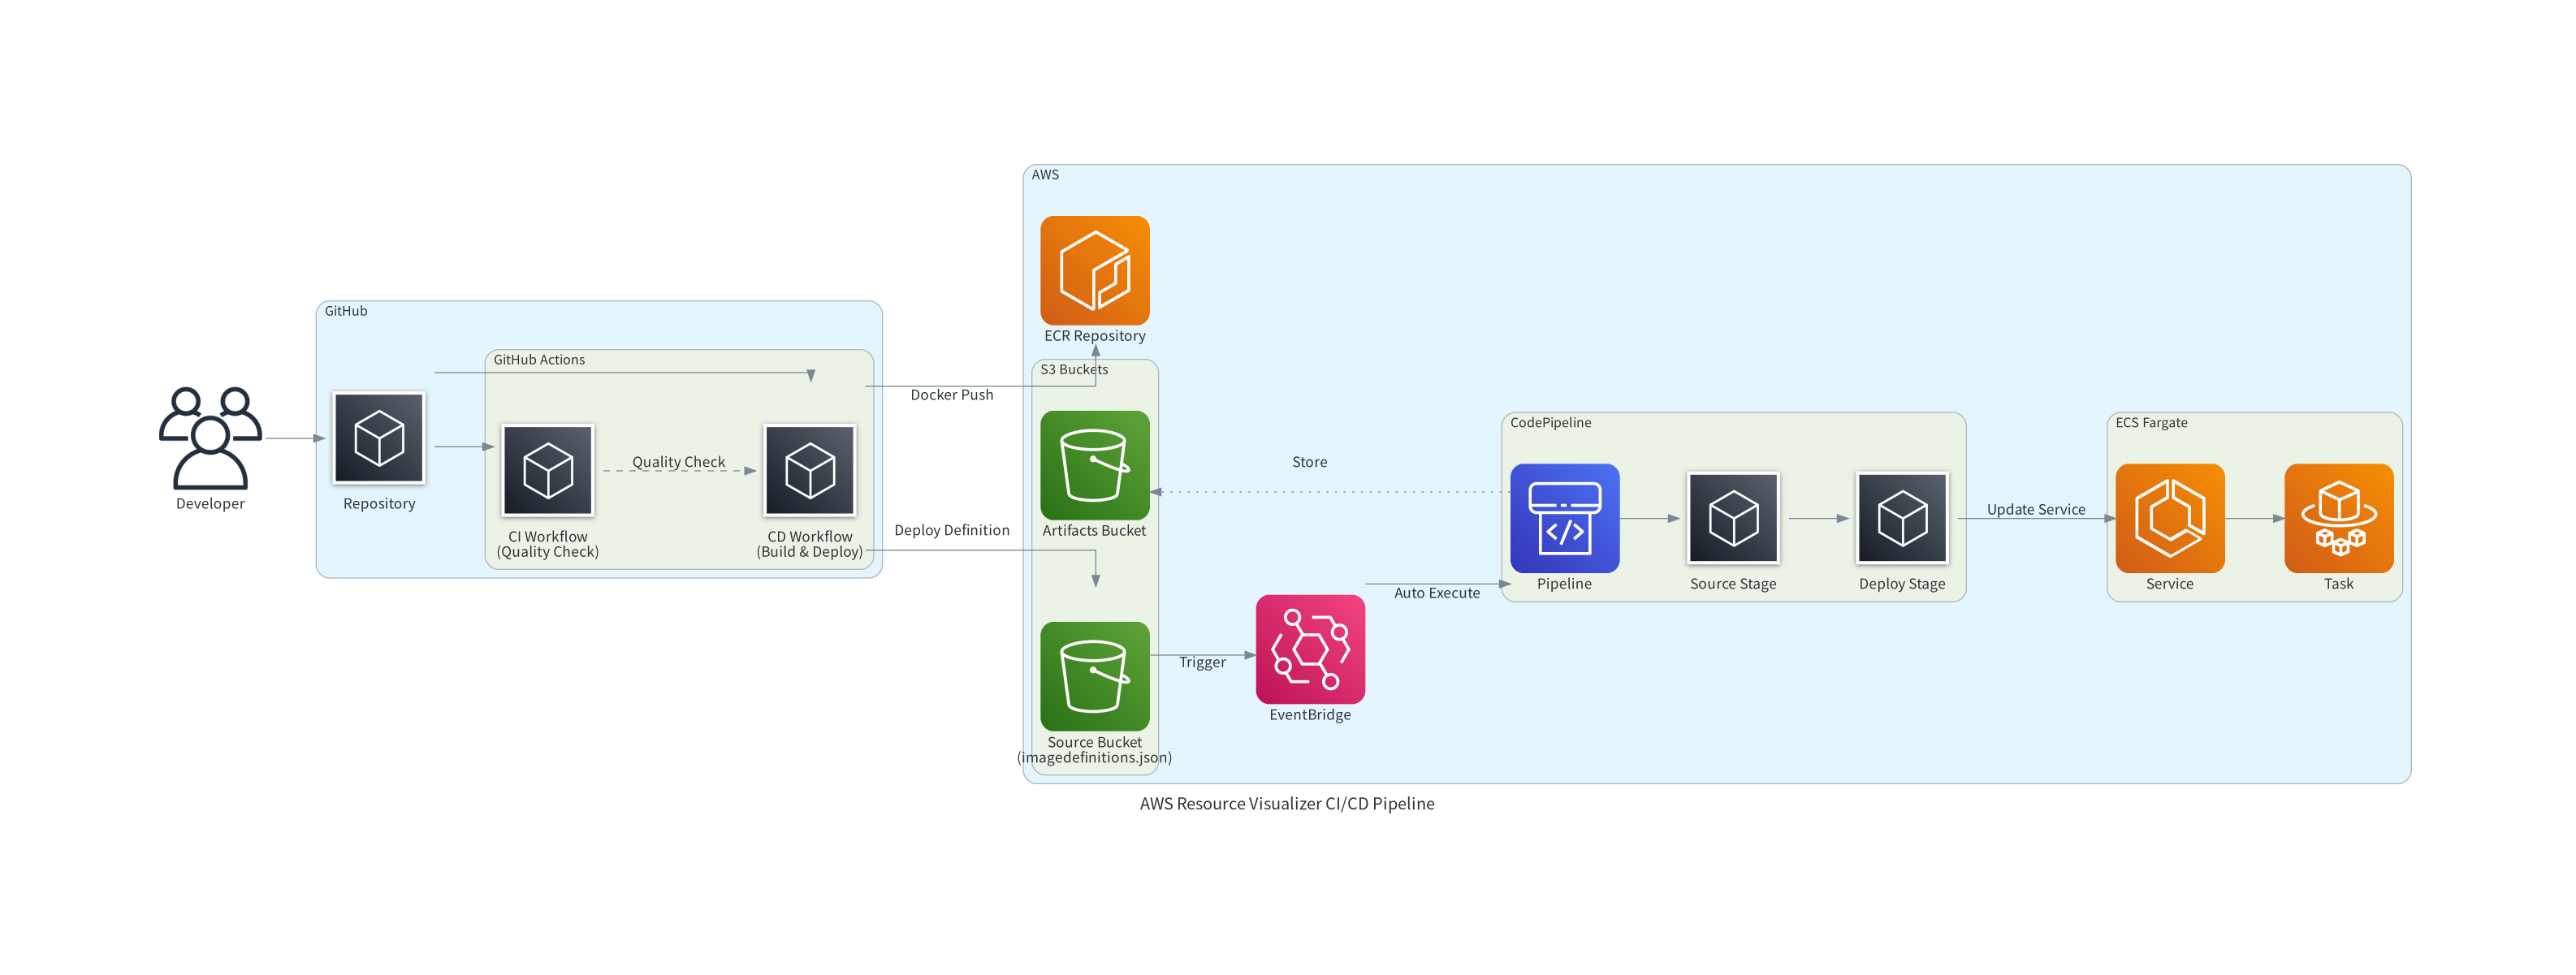 AWS
ECR Repository
GitHub
GitHub Actions
S3 Buckets
Docker Push
CodePipeline
ECS Fargate
Quality Check
Store
Developer
Repository
Update Service
Deploy Definition
Artifacts Bucket
CI Workflow
(Quality Check)
CD Workflow
(Build & Deploy)
Pipeline
Source Stage
Deploy Stage
Service
Task
Auto Execute
Trigger
EventBridge
Source Bucket
(imagedefinitions.json)
AWS Resource Visualizer CI/CD Pipeline